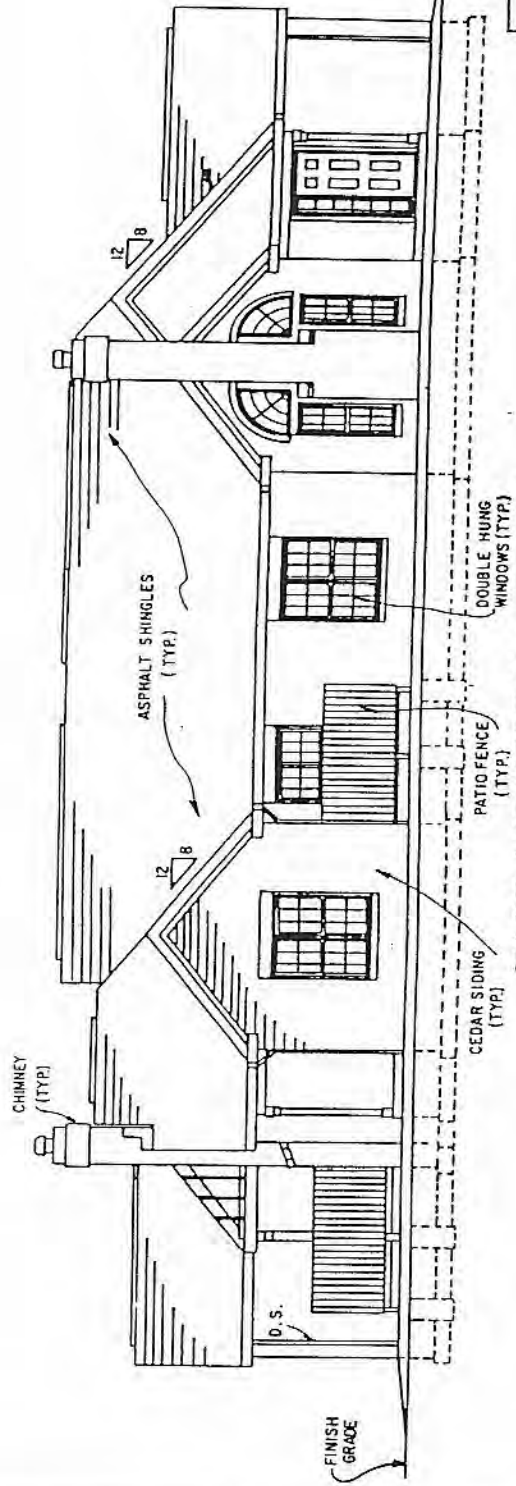 CHIMNEY
(TYP.)
12
8
ASPHALT SHINGLES
(TYP.)
12
8
D.S.
FINISH
GRADE
CEDAR SIDING
(TYP.)
PATIO FENCE
(TYP.)
DOUBLE HUNG
WINDOWS (TYP.)